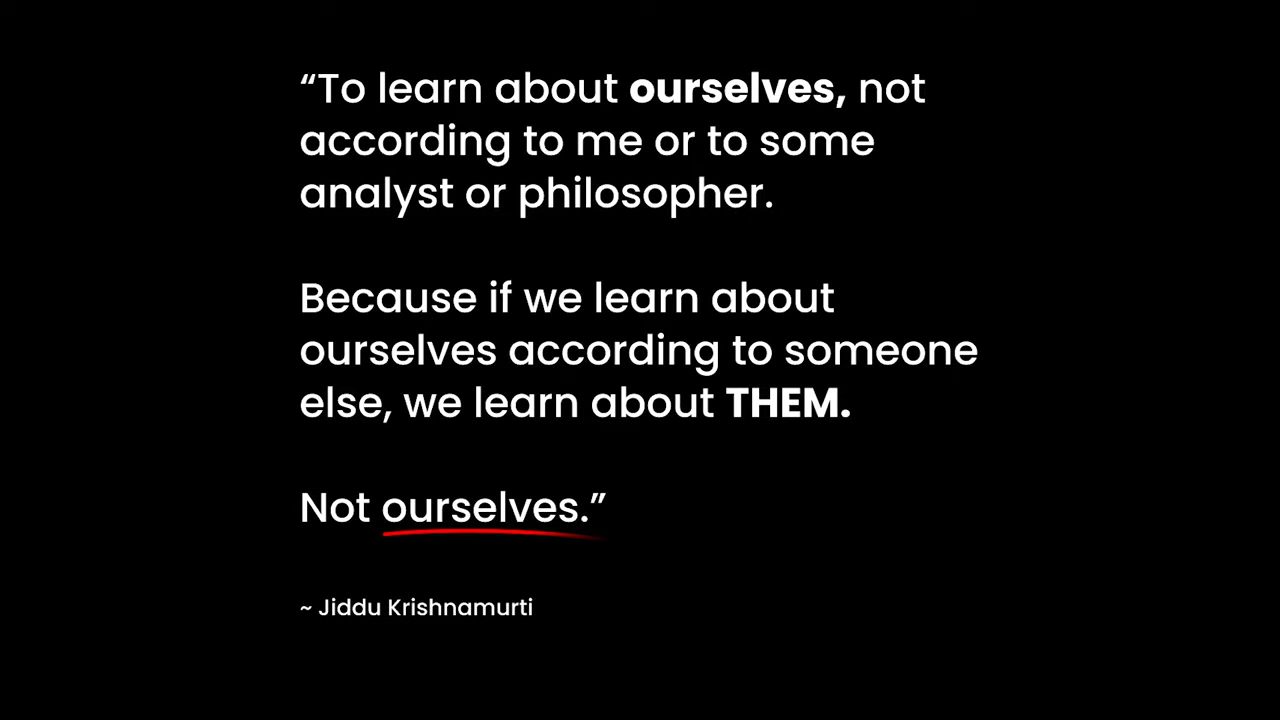 “To learn about ourselves, not
according to me or to some
analyst or philosopher.
Because if we learn about
ourselves according to someone
else, we learn about THEM.
Not ourselves.”
~ Jiddu Krishnamurti